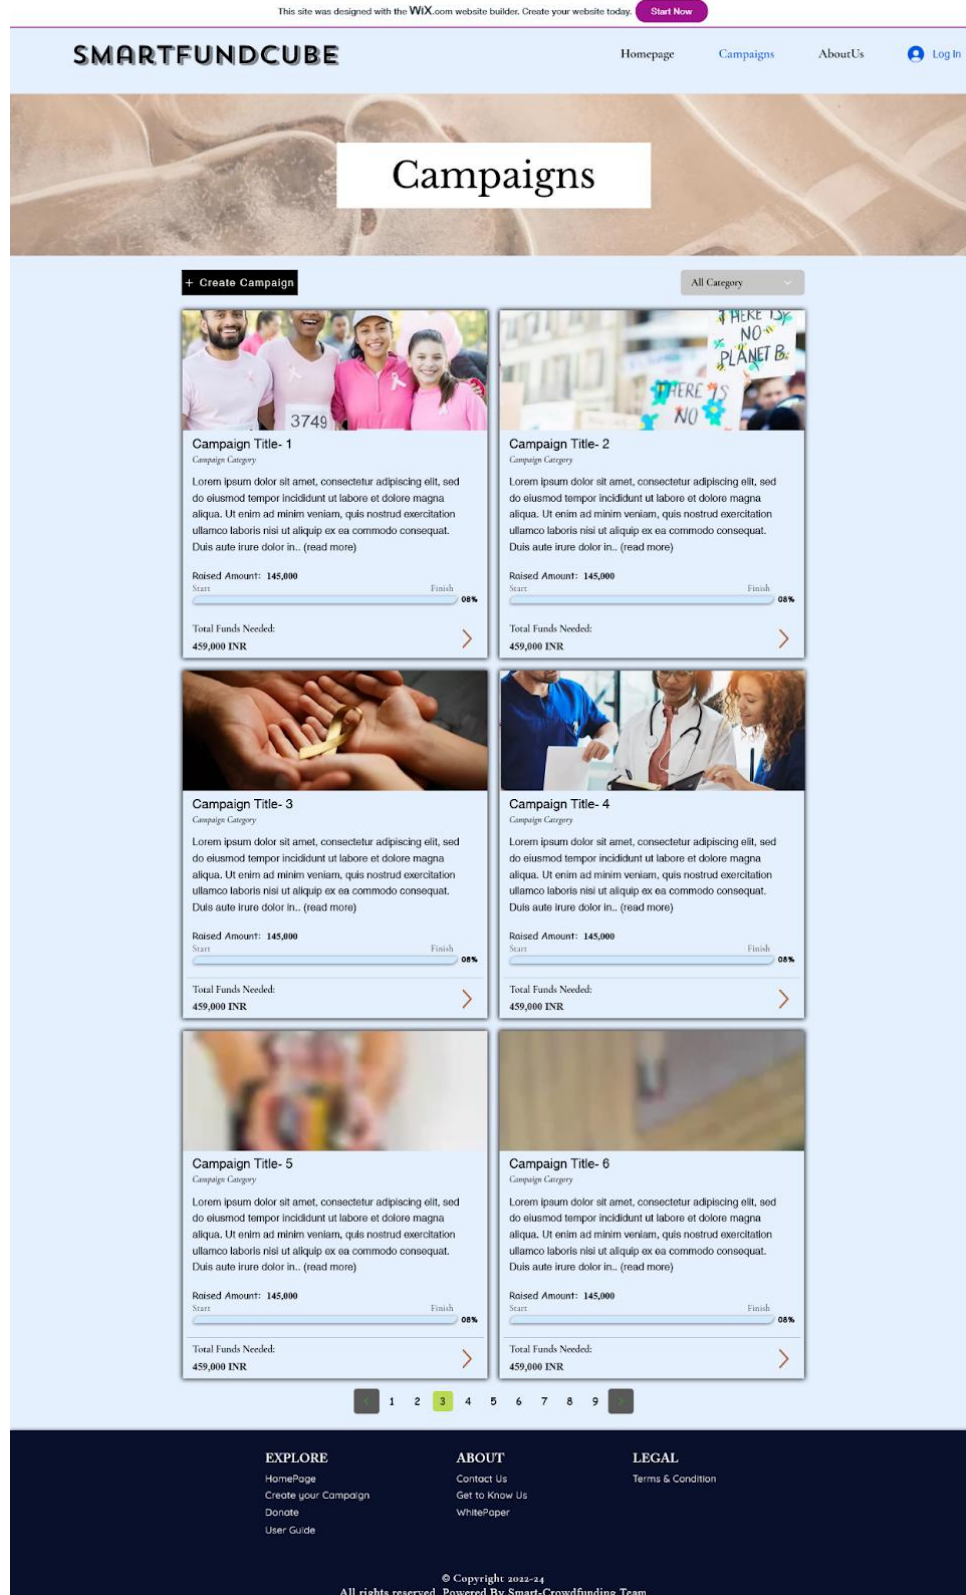 This site was designed with the WiX.com website builder. Create your website today. Start Now
SMARTFUNDCUBE
Homepage Campaigns AboutUs Log In
Campaigns
+ Create Campaign All Category
3749
THERE IS
NO
PLANET B.
THERE IS
NO
Campaign Title- 1
Campaign Category
Lorem ipsum dolor sit amet, consectetur adipiscing elit, sed
do eiusmod tempor incididunt ut labore et dolore magna
aliqua. Ut enim ad minim veniam, quis nostrud exercitation
ullamco laboris nisi ut aliquip ex ea commodo consequat.
Duis aute irure dolor in.. (read more)
Raised Amount: 145,000
Start Finish
08%
Total Funds Needed:
459,000 INR
Campaign Title- 2
Campaign Category
Lorem ipsum dolor sit amet, consectetur adipiscing elit, sed
do eiusmod tempor incididunt ut labore et dolore magna
aliqua. Ut enim ad minim veniam, quis nostrud exercitation
ullamco laboris nisi ut aliquip ex ea commodo consequat.
Duis aute irure dolor in.. (read more)
Raised Amount: 145,000
Start Finish
08%
Total Funds Needed:
459,000 INR
Campaign Title- 3
Campaign Category
Lorem ipsum dolor sit amet, consectetur adipiscing elit, sed
do eiusmod tempor incididunt ut labore et dolore magna
aliqua. Ut enim ad minim veniam, quis nostrud exercitation
ullamco laboris nisi ut aliquip ex ea commodo consequat.
Duis aute irure dolor in.. (read more)
Raised Amount: 145,000
Start Finish
08%
Total Funds Needed:
459,000 INR
Campaign Title- 4
Campaign Category
Lorem ipsum dolor sit amet, consectetur adipiscing elit, sed
do eiusmod tempor incididunt ut labore et dolore magna
aliqua. Ut enim ad minim veniam, quis nostrud exercitation
ullamco laboris nisi ut aliquip ex ea commodo consequat.
Duis aute irure dolor in.. (read more)
Raised Amount: 145,000
Start Finish
08%
Total Funds Needed:
459,000 INR
Campaign Title- 5
Campaign Category
Lorem ipsum dolor sit amet, consectetur adipiscing elit, sed
do eiusmod tempor incididunt ut labore et dolore magna
aliqua. Ut enim ad minim veniam, quis nostrud exercitation
ullamco laboris nisi ut aliquip ex ea commodo consequat.
Duis aute irure dolor in.. (read more)
Raised Amount: 145,000
Start Finish
08%
Total Funds Needed:
459,000 INR
Campaign Title- 6
Campaign Category
Lorem ipsum dolor sit amet, consectetur adipiscing elit, sed
do eiusmod tempor incididunt ut labore et dolore magna
aliqua. Ut enim ad minim veniam, quis nostrud exercitation
ullamco laboris nisi ut aliquip ex ea commodo consequat.
Duis aute irure dolor in.. (read more)
Raised Amount: 145,000
Start Finish
08%
Total Funds Needed:
459,000 INR
1 2 3 4 5 6 7 8 9
EXPLORE
HomePage
Create your Campaign
Donate
User Guide
ABOUT
Contact Us
Get to Know Us
WhitePaper
LEGAL
Terms & Condition
© Copyright 2022-24
All rights reserved. Powered By Smart-Crowdfunding Team